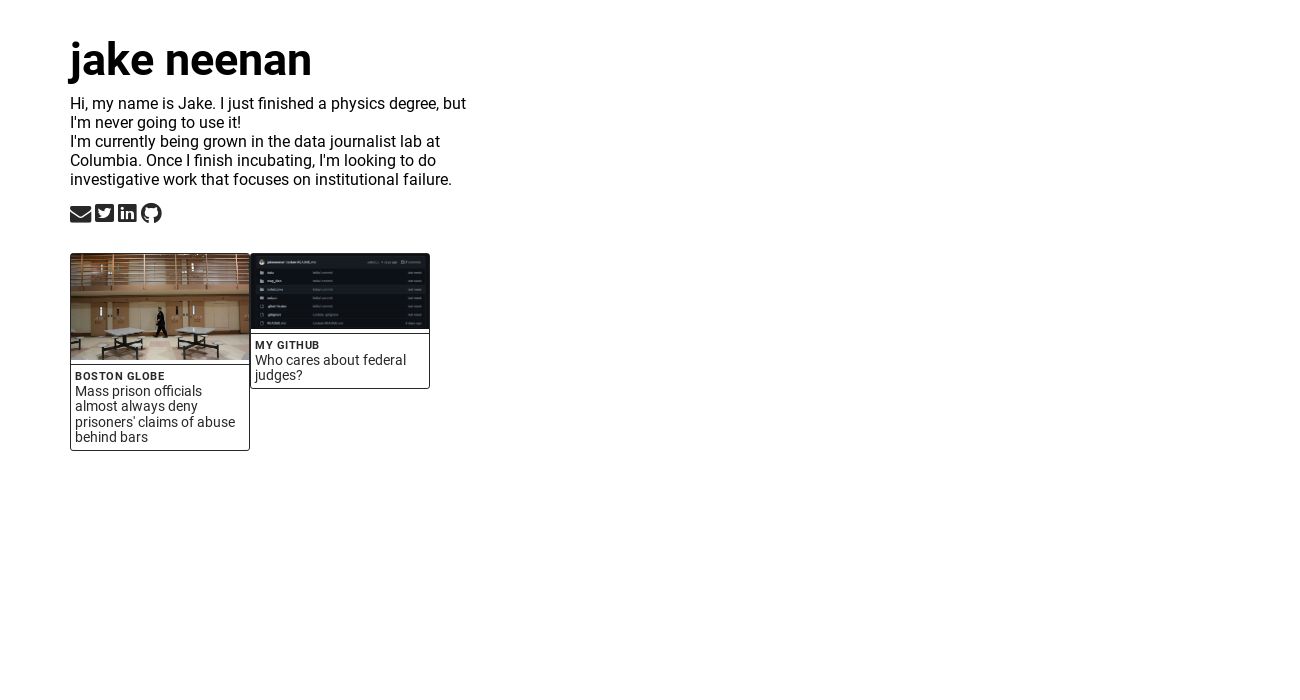 jake neenan
Hi, my name is Jake. I just finished a physics degree, but
I'm never going to use it!
I'm currently being grown in the data journalist lab at
Columbia. Once I finish incubating, I'm looking to do
investigative work that focuses on institutional failure.
BOSTON GLOBE
Mass prison officials
almost always deny
prisoners' claims of abuse
behind bars
MY GITHUB
Who cares about federal
judges?